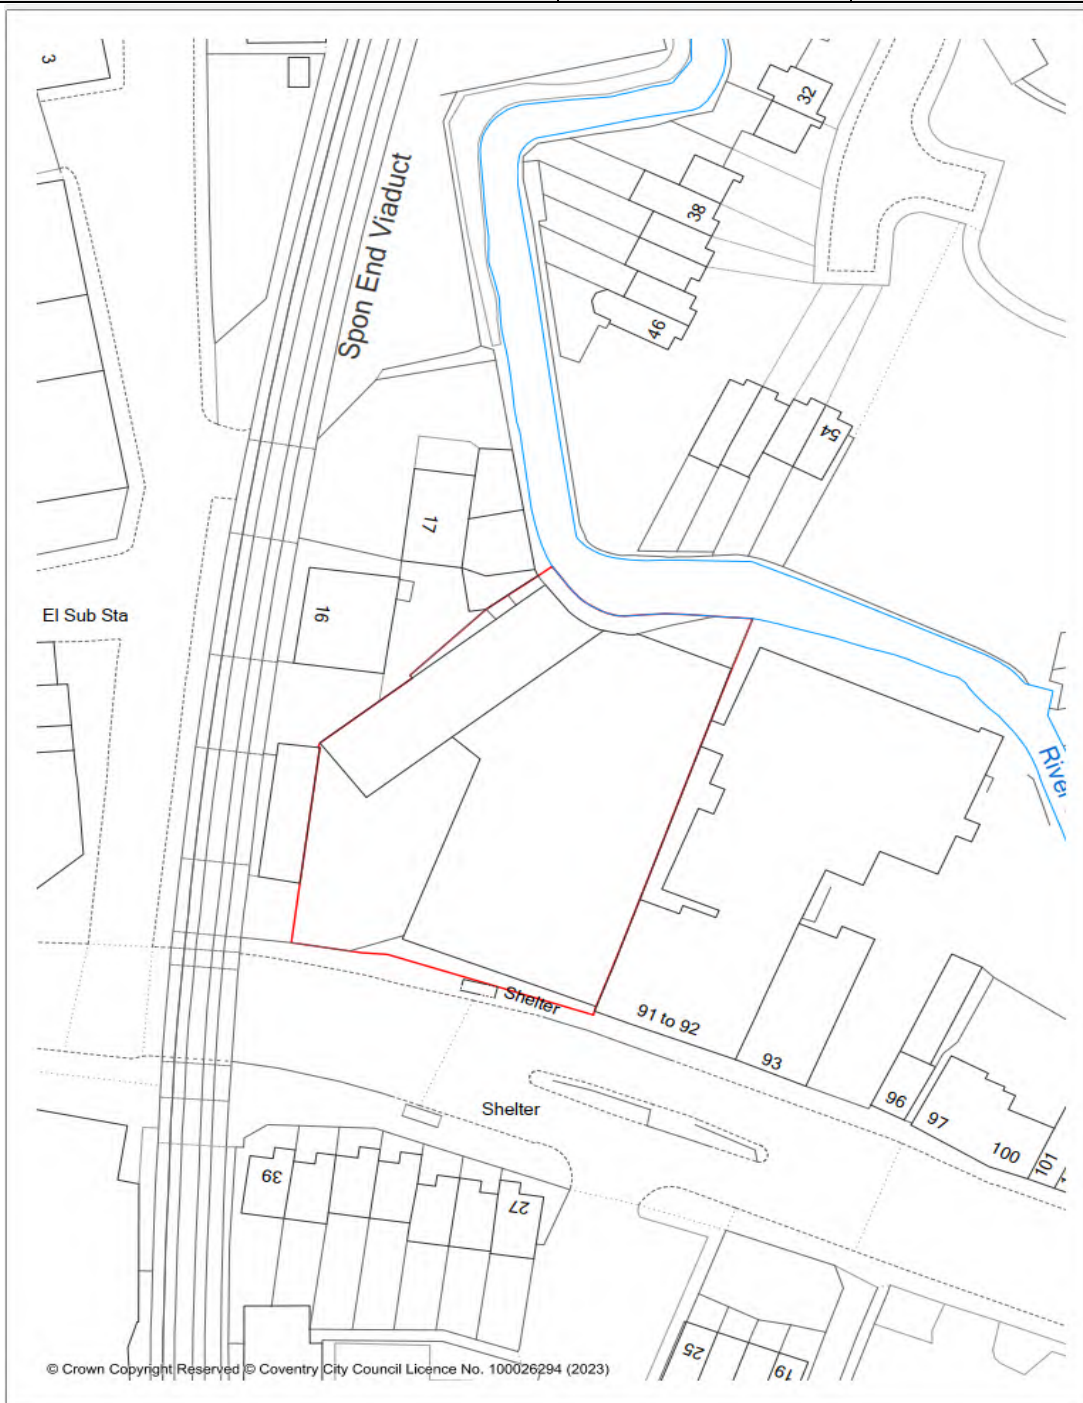 3
32
Spon End Viaduct
38
46
54
17
16
El Sub Sta
River
Shelter
91 to 92
93
96
97
100
101
Shelter
39
27
25
19
© Crown Copyright Reserved © Coventry City Council Licence No. 100026294 (2023)